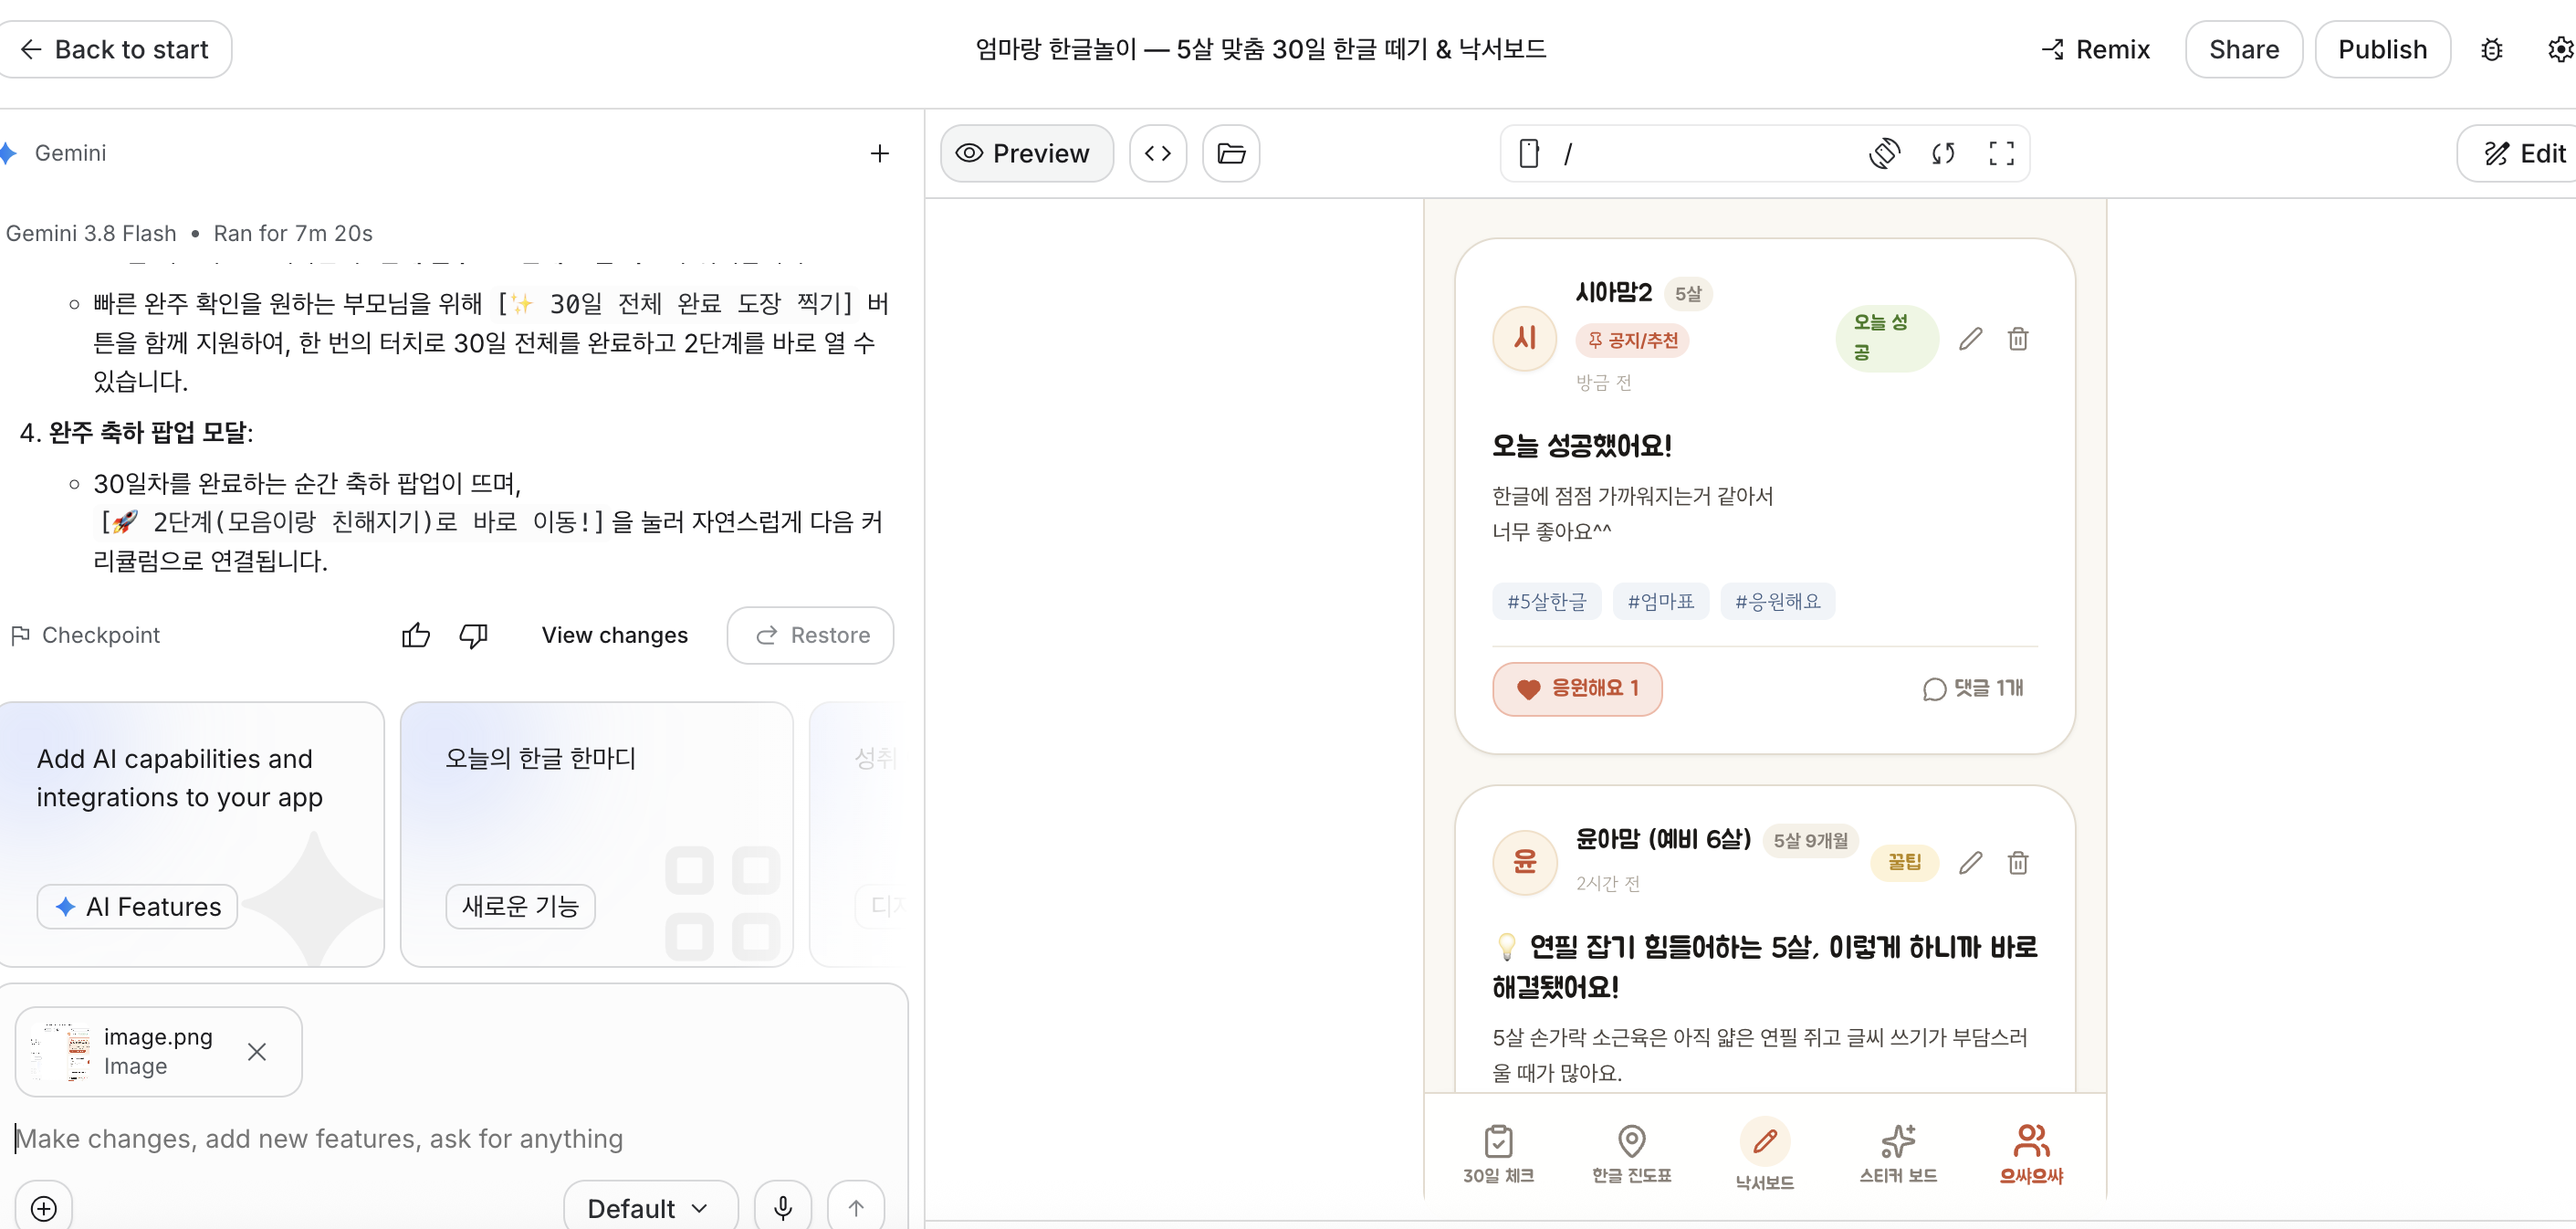 Back to start
엄마랑 한글놀이 — 5살 맞춤 30일 한글 떼기 & 낙서보드
Remix
Share
Publish
Gemini
Preview
/
Edit
Gemini 3.8 Flash • Ran for 7m 20s
빠른 완주 확인을 원하는 부모님을 위해 [✨ 30일 전체 완료 도장 찍기] 버
튼을 함께 지원하여, 한 번의 터치로 30일 전체를 완료하고 2단계를 바로 열 수
있습니다.
4. 완주 축하 팝업 모달:
30일차를 완료하는 순간 축하 팝업이 뜨며,
[🚀 2단계(모음이랑 친해지기)로 바로 이동!]을 눌러 자연스럽게 다음 커
리큘럼으로 연결됩니다.
Checkpoint
View changes
Restore
Add AI capabilities and
integrations to your app
AI Features
오늘의 한글 한마디
새로운 기능
성취
image.png
Image
Make changes, add new features, ask for anything
Default
시
시아맘2
5살
공지/추천
방금 전
오늘 성
공
오늘 성공했어요!
한글에 점점 가까워지는거 같아서
너무 좋아요^^
#5살한글 #엄마표 #응원해요
응원해요 1
댓글 1개
윤
윤아맘 (예비 6살)
5살 9개월
2시간 전
꿀팁
💡 연필 잡기 힘들어하는 5살, 이렇게 하니까 바로
해결됐어요!
5살 손가락 소근육은 아직 얇은 연필 쥐고 글씨 쓰기가 부담스러
울 때가 많아요.
30일 체크
한글 진도표
낙서보드
스티커 보드
으쌰으쌰